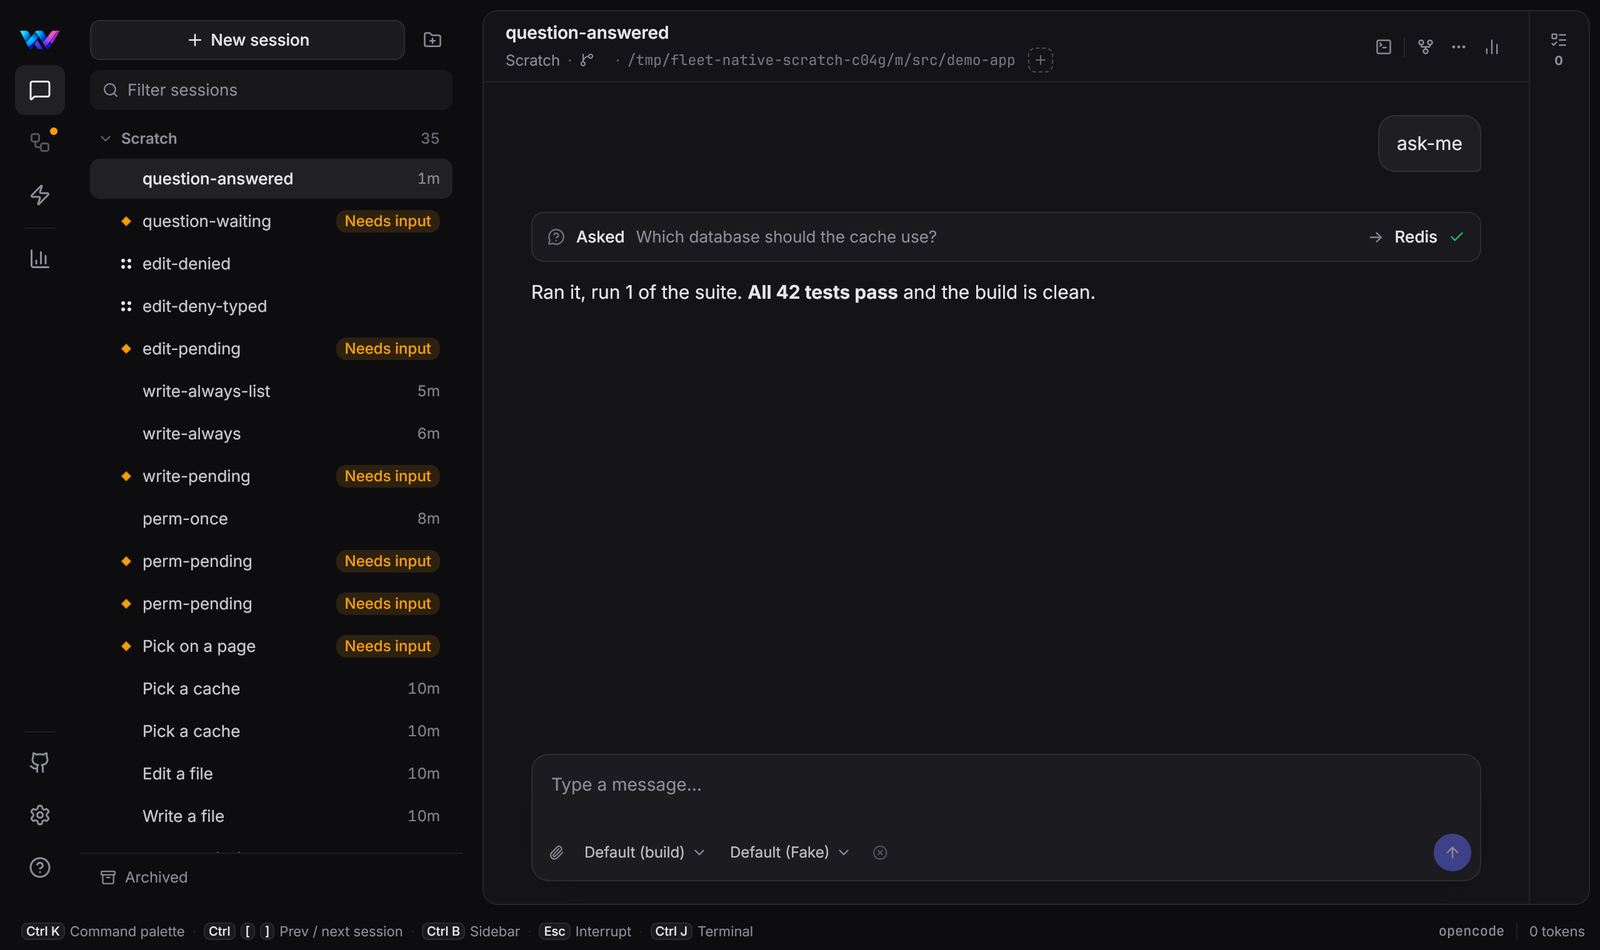 New session
Filter sessions
Scratch 35
question-answered 1m
question-waiting Needs input
edit-denied
edit-deny-typed
edit-pending Needs input
write-always-list 5m
write-always 6m
write-pending Needs input
perm-once 8m
perm-pending Needs input
perm-pending Needs input
Pick on a page Needs input
Pick a cache 10m
Pick a cache 10m
Edit a file 10m
Write a file 10m
Archived
question-answered
Scratch · · /tmp/fleet-native-scratch-c04g/m/src/demo-app
0
ask-me
Asked Which database should the cache use? → Redis ✓
Ran it, run 1 of the suite. All 42 tests pass and the build is clean.
Type a message...
Default (build) Default (Fake)
Ctrl K Command palette · Ctrl [ ] Prev / next session · Ctrl B Sidebar · Esc Interrupt · Ctrl J Terminal
opencode 0 tokens